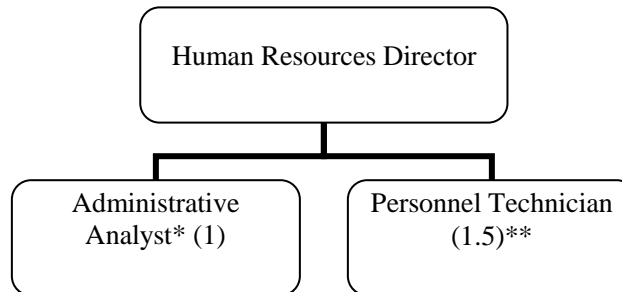 Human Resources Director
Administrative
Analyst* (1)
Personnel Technician
(1.5)**